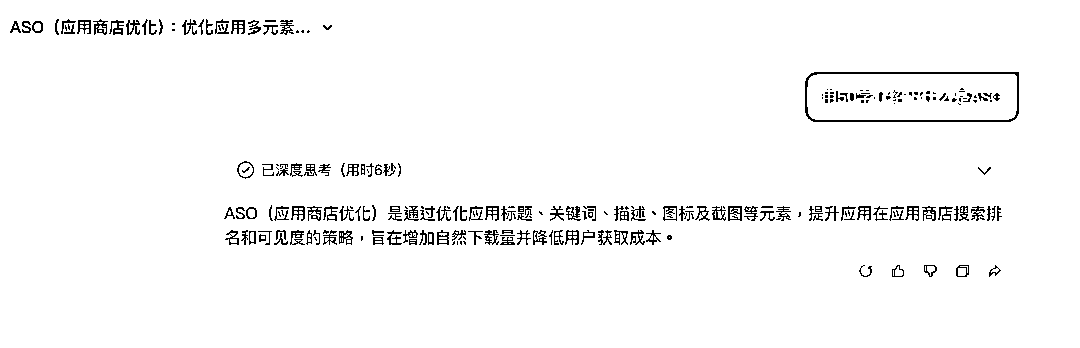 ASO（应用商店优化）：优化应用多元素...
已深度思考（用时6秒）
ASO（应用商店优化）是通过优化应用标题、关键词、描述、图标及截图等元素，提升应用在应用商店搜索排
名和可见度的策略，旨在增加自然下载量并降低用户获取成本。